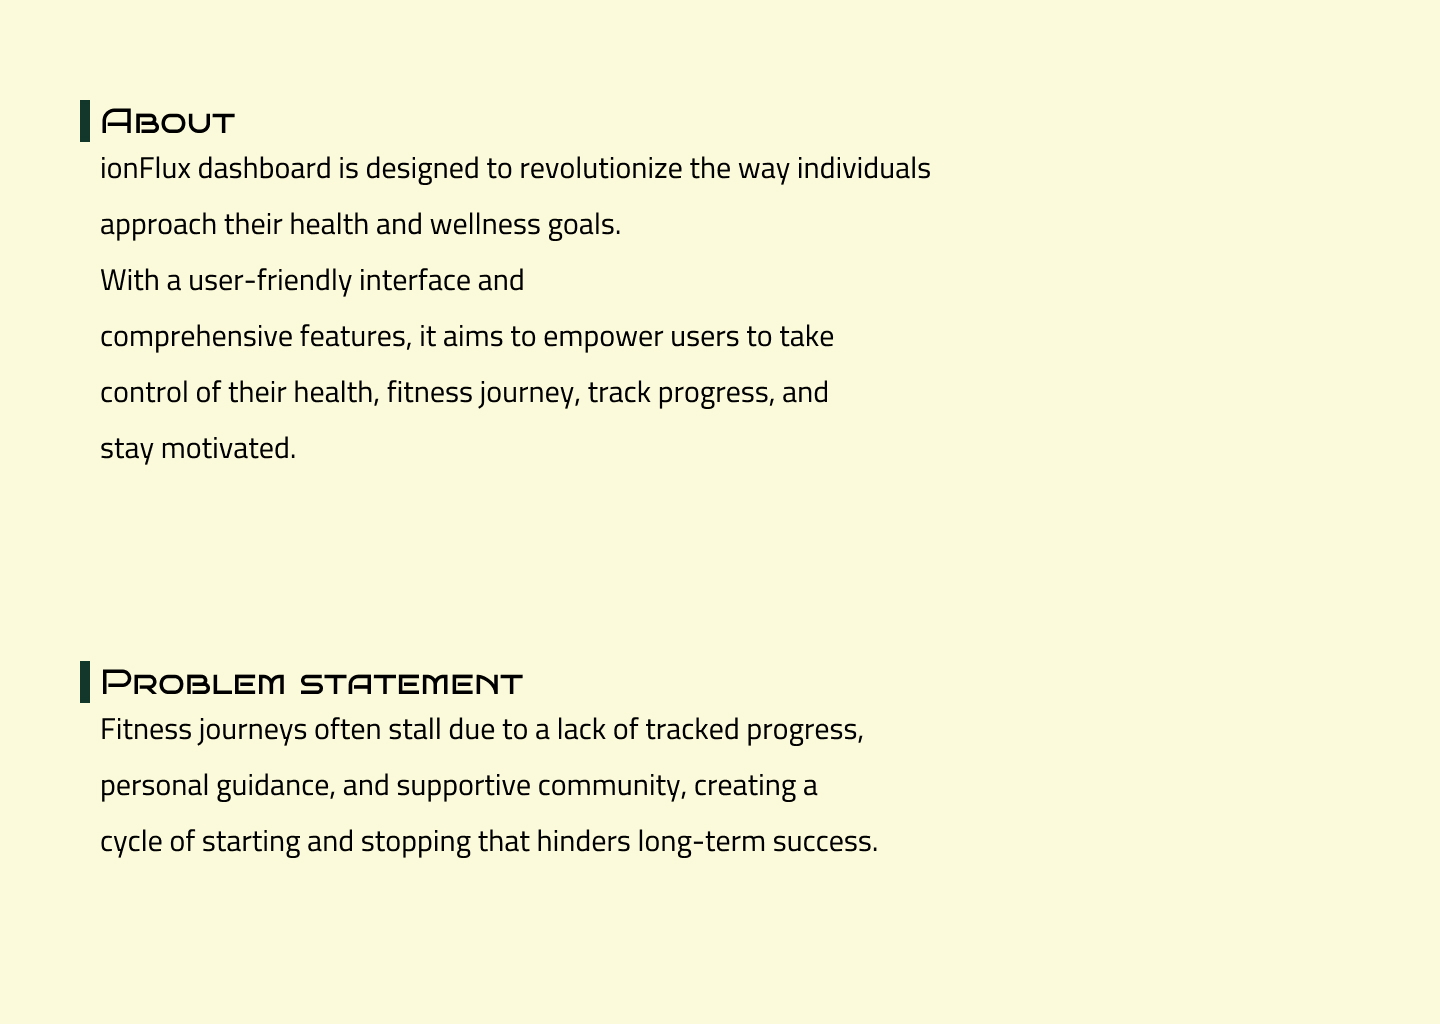 About
ionFlux dashboard is designed to revolutionize the way individuals
approach their health and wellness goals.
With a user-friendly interface and
comprehensive features, it aims to empower users to take
control of their health, fitness journey, track progress, and
stay motivated.
Problem statement
Fitness journeys often stall due to a lack of tracked progress,
personal guidance, and supportive community, creating a
cycle of starting and stopping that hinders long-term success.